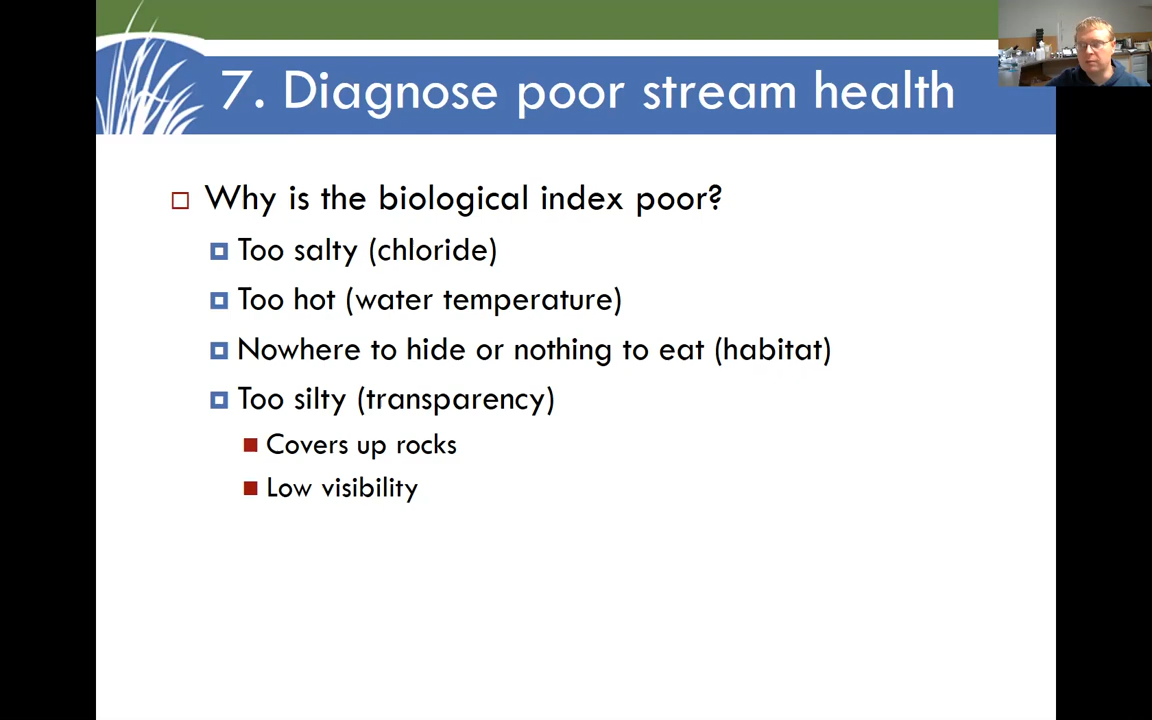 7. Diagnose poor stream health
Why is the biological index poor?
Too salty (chloride)
Too hot (water temperature)
Nowhere to hide or nothing to eat (habitat)
Too silty (transparency)
Covers up rocks
Low visibility